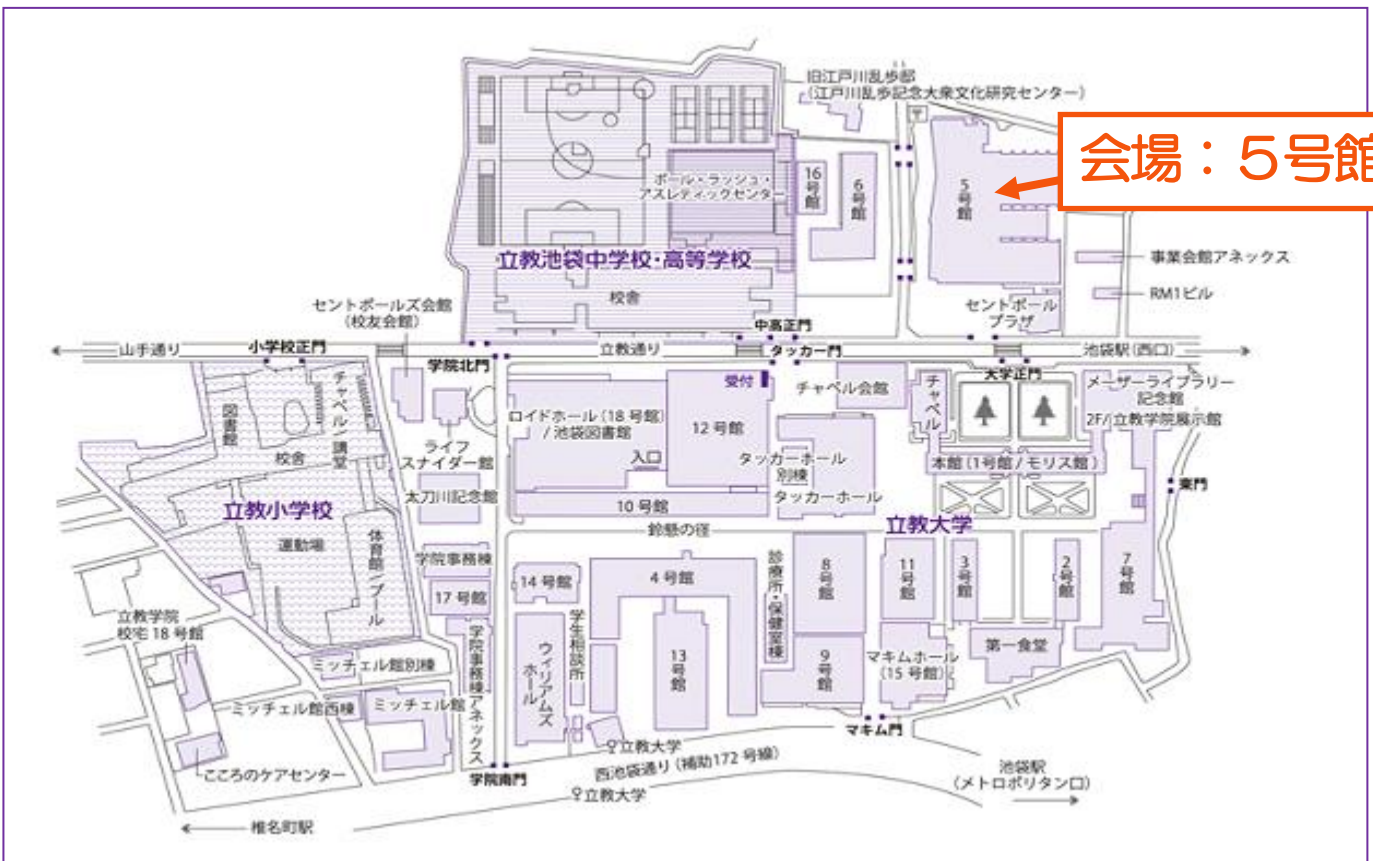 旧江戸川乱歩邸
(江戸川乱歩記念大衆文化研究センター)
会場：５号館
ポール・ラッシュ・
アスレティックセンター
16号館
6号館
5号館
立教池袋中学校・高等学校
校舎
事業会館アネックス
RM1ビル
セントポール
プラザ
セントポールズ会館
(校友会館)
中高正門
山手通り
小学校正門
学院北門
立教通り
タッカー門
池袋駅(西口)
大学正門
受付
チャペル会館
チャペル
メーザーライブラリー
記念館
2F/立教学院展示館
図書館
チャペル/講堂
校舎
ライフ
スナイダー館
ロイドホール(18号館)
/池袋図書館
入口
12号館
タッカーホール
別棟
タッカーホール
本館(1号館/モリス館)
東門
太刀川記念館
10号館
鈴懸の径
立教大学
立教小学校
運動場
体育館/プール
学院事務棟
17号館
14号館
4号館
診療所・保健室棟
8号館
11号館
3号館
2号館
7号館
立教学院
校宅18号館
学院事務棟アネックス
ウィリアムズ
ホール
学生相談所
13号館
9号館
マキムホール
(15号館)
第一食堂
ミッチェル館別棟
ミッチェル館西棟
ミッチェル館
こころのケアセンター
学院南門
立教大学
西池袋通り(補助172号線)
立教大学
マキム門
池袋駅
(メトロポリタン口)
椎名町駅